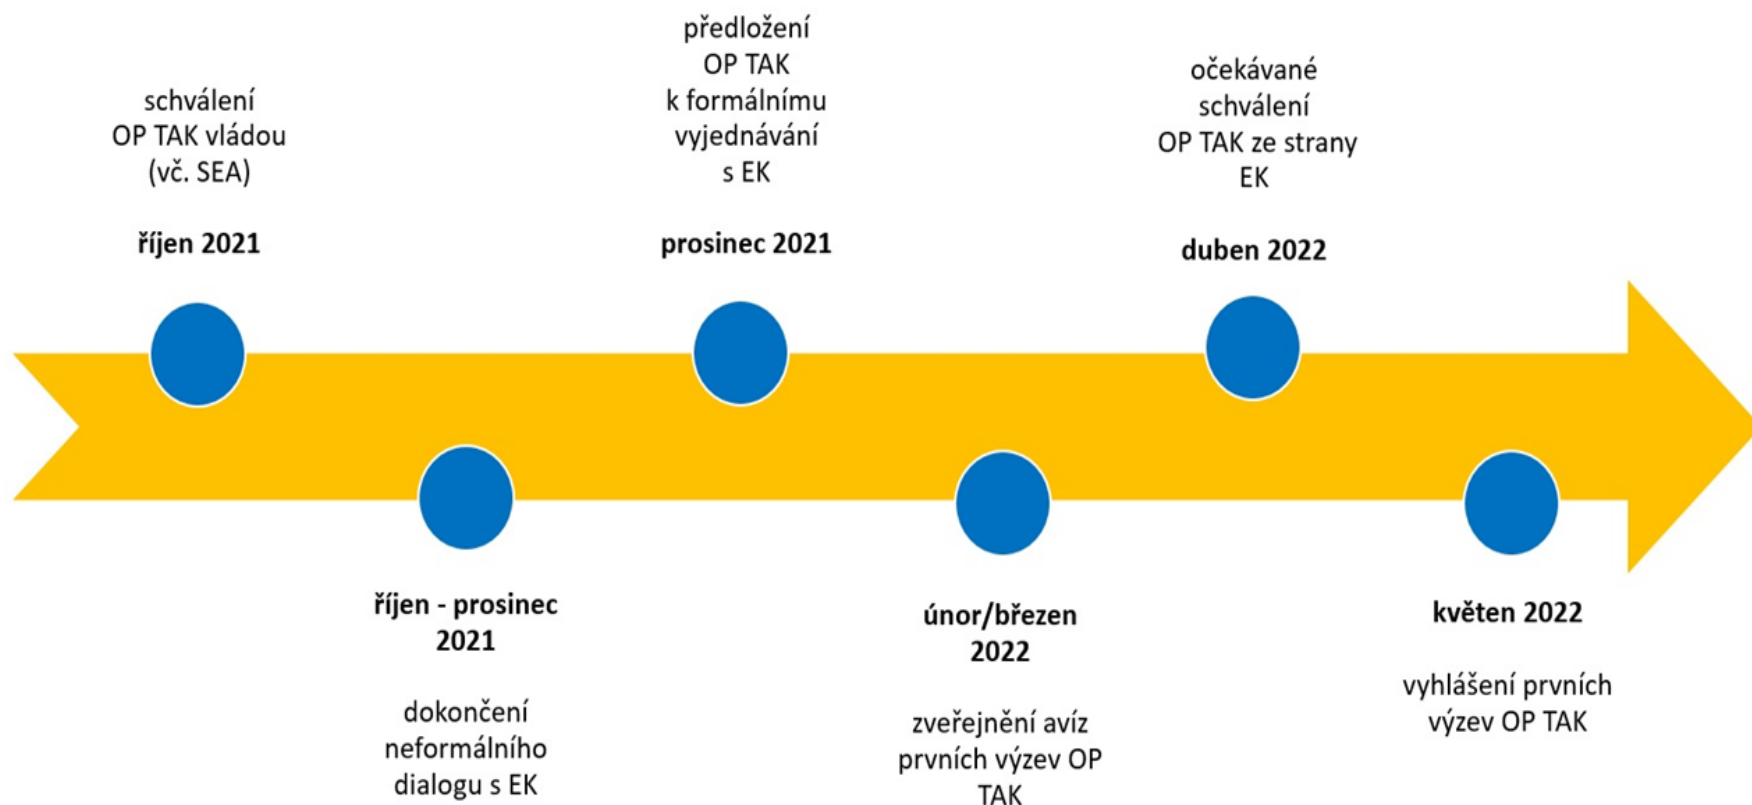 schválení
OP TAK vládou
(vč. SEA)
říjen 2021
předložení
OP TAK
k formálnímu
vyjednávání
s EK
prosinec 2021
očekávané
schválení
OP TAK ze strany
EK
duben 2022
říjen - prosinec
2021
dokončení
neformálního
dialogu s EK
únor/březen
2022
zveřejnění avíz
prvních výzev OP
TAK
květen 2022
vyhlášení prvních
výzev OP TAK